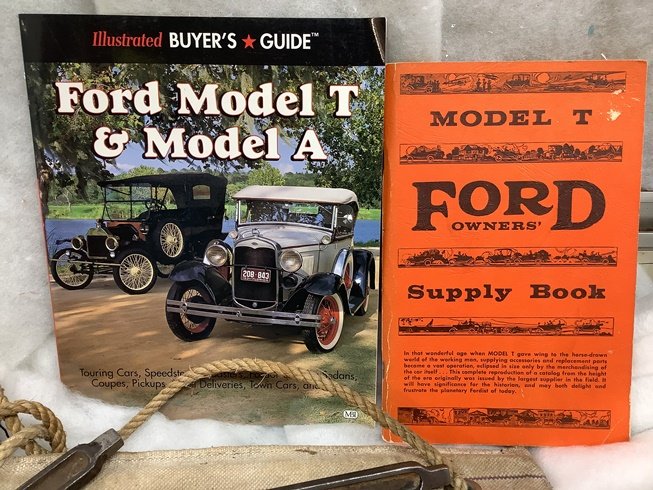 Illustrated BUYER'S ★ GUIDE™
Ford Model T
& Model A
20B·843
Touring Cars, Speedsters,
Coupes, Pickups, Deliveries, Town Cars, and
MBI
MODEL T
FORD
OWNERS'
Supply Book
In that wonderful age when MODEL T gave wing to the horse-drawn
world of the working man, supplying accessories and replacement parts
became a vast operation, eclipsed in size only by the merchandising of
the car itself . . . This complete reproduction of a catalog from the height
of the era originally was issued by the largest supplier in the field. It
will have significance for the historian, and may both delight and
frustrate the planetary Fordist of today.